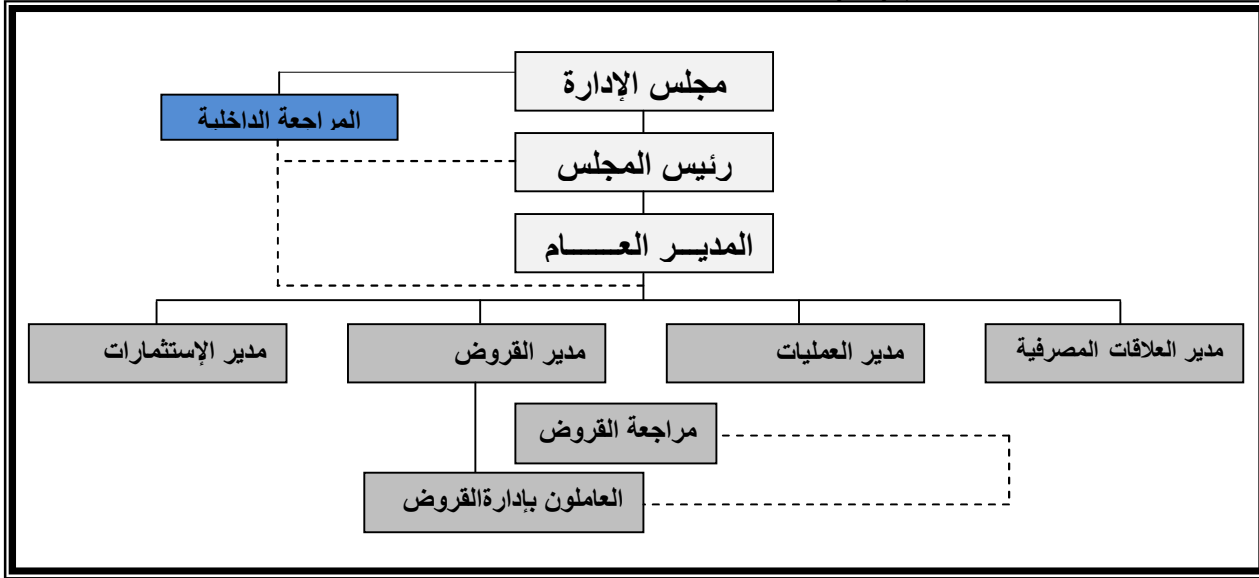 مجلس الإدارة
المراجعة الداخلية
رئيس المجلس
المديـــر العـــــــام
مدير العلاقات المصرفية
مدير العمليات
مدير القروض
مدير الإستثمارات
مراجعة القروض
العاملون بإدارةالقروض